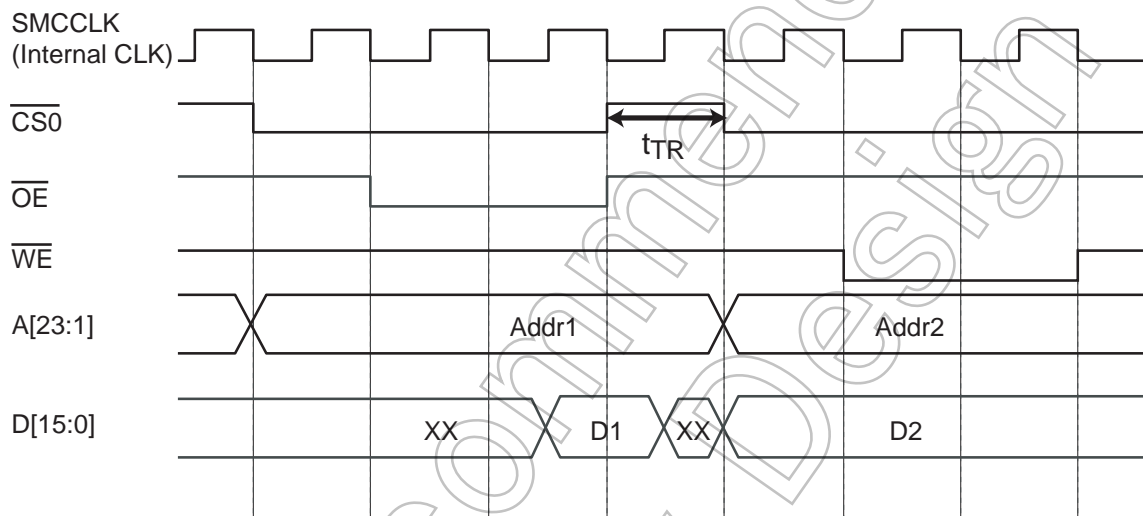 SMCCLK
(Internal CLK)
CS0
tTR
OE
WE
A[23:1]
Addr1
Addr2
D[15:0]
XX
D1
XX
D2